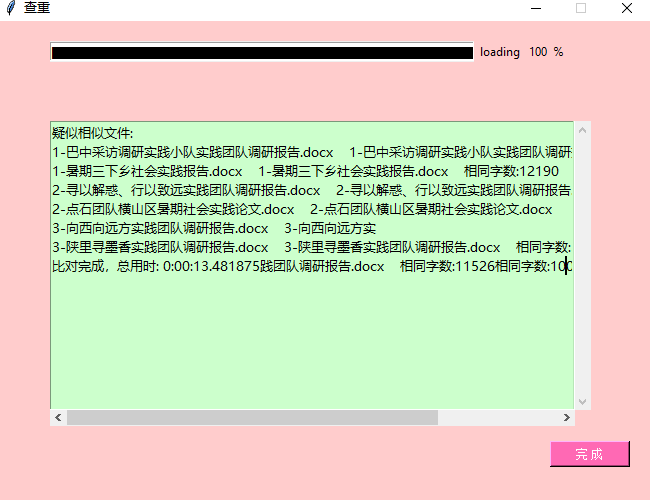 查重
loading 100 %
疑似相似文件:
1-巴中采访调研实践小队实践团队调研报告.docx 1-巴中采访调研实践小队实践团队调研
1-暑期三下乡社会实践报告.docx 1-暑期三下乡社会实践报告.docx 相同字数:12190
2-寻以解惑、行以致远实践团队调研报告.docx 2-寻以解惑、行以致远实践团队调研报告
2-点石团队横山区暑期社会实践论文.docx 2-点石团队横山区暑期社会实践论文.docx
3-向西向远方实践团队调研报告.docx 3-向西向远方实
3-陕里寻墨香实践团队调研报告.docx 3-陕里寻墨香实践团队调研报告.docx 相同字数:
比对完成，总用时: 0:00:13.481875践团队调研报告.docx 相同字数:11526相同字数:100
完成